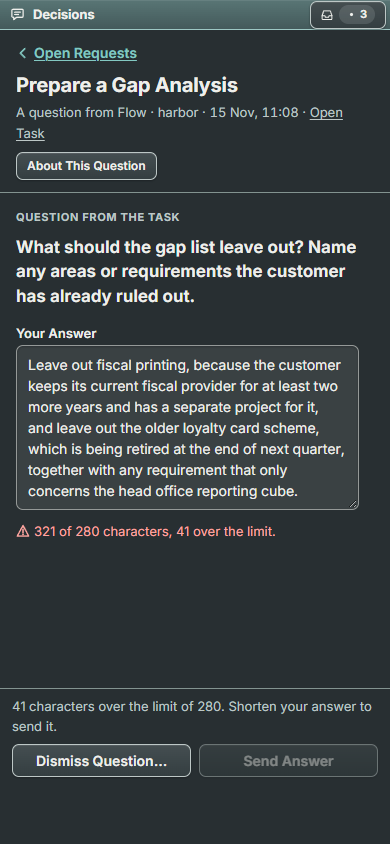 Decisions
• 3
Open Requests
Prepare a Gap Analysis
A question from Flow · harbor · 15 Nov, 11:08 · Open
Task
About This Question
QUESTION FROM THE TASK
What should the gap list leave out? Name
any areas or requirements the customer
has already ruled out.
Your Answer
Leave out fiscal printing, because the customer
keeps its current fiscal provider for at least two
more years and has a separate project for it,
and leave out the older loyalty card scheme,
which is being retired at the end of next quarter,
together with any requirement that only
concerns the head office reporting cube.
321 of 280 characters, 41 over the limit.
41 characters over the limit of 280. Shorten your answer to
send it.
Dismiss Question...
Send Answer